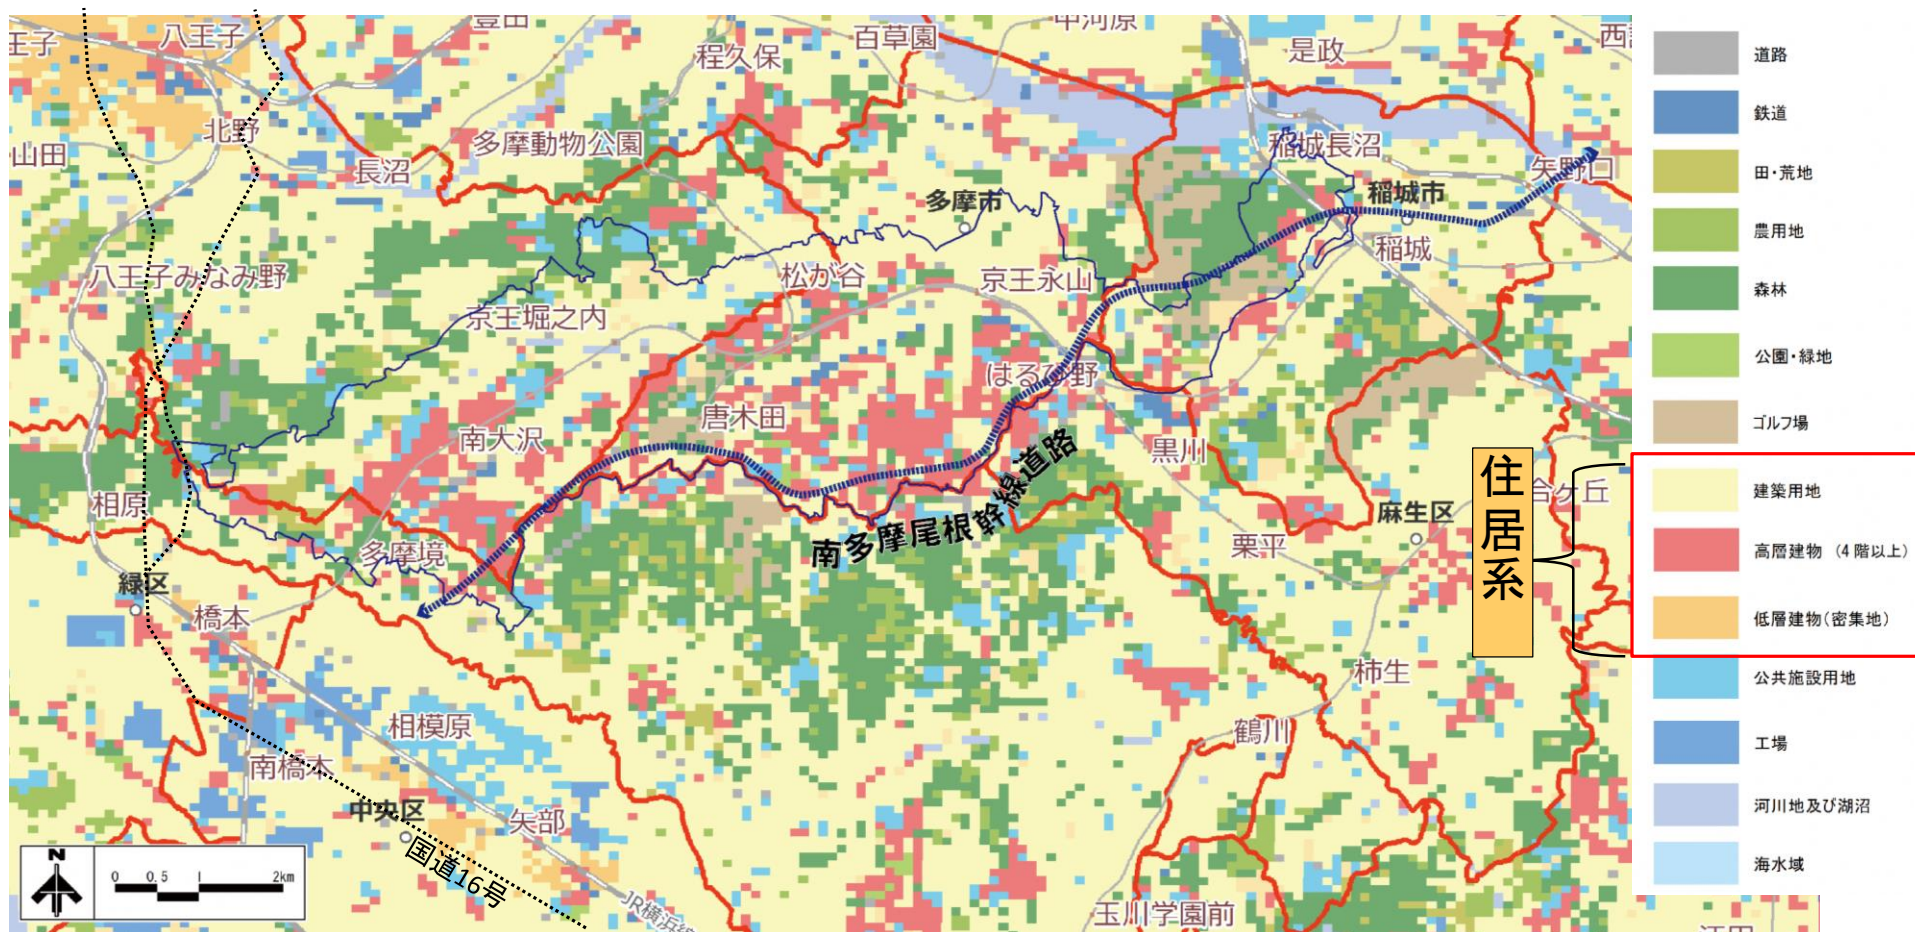 豊田
中河原
王子
八王子
程久保
百草園
是政
北野
山田
長沼
多摩動物公園
稲城長沼
矢野口
多摩市
稲城市
稲城
八王子みなみ野
松が谷
京王永山
京王堀之内
はるひ野
唐木田
南大沢
黒川
相原
南多摩尾根幹線道路
多摩境
合ケ丘
麻生区
栗平
緑区
橋本
柿生
相模原
鶴川
南橋本
中央区
矢部
国道16号
JR横浜線
玉川学園前
N
0 0.5 1 2km
住居系
道路
鉄道
田・荒地
農用地
森林
公園・緑地
ゴルフ場
建築用地
高層建物 (4階以上)
低層建物(密集地)
公共施設用地
工場
河川地及び湖沼
海水域